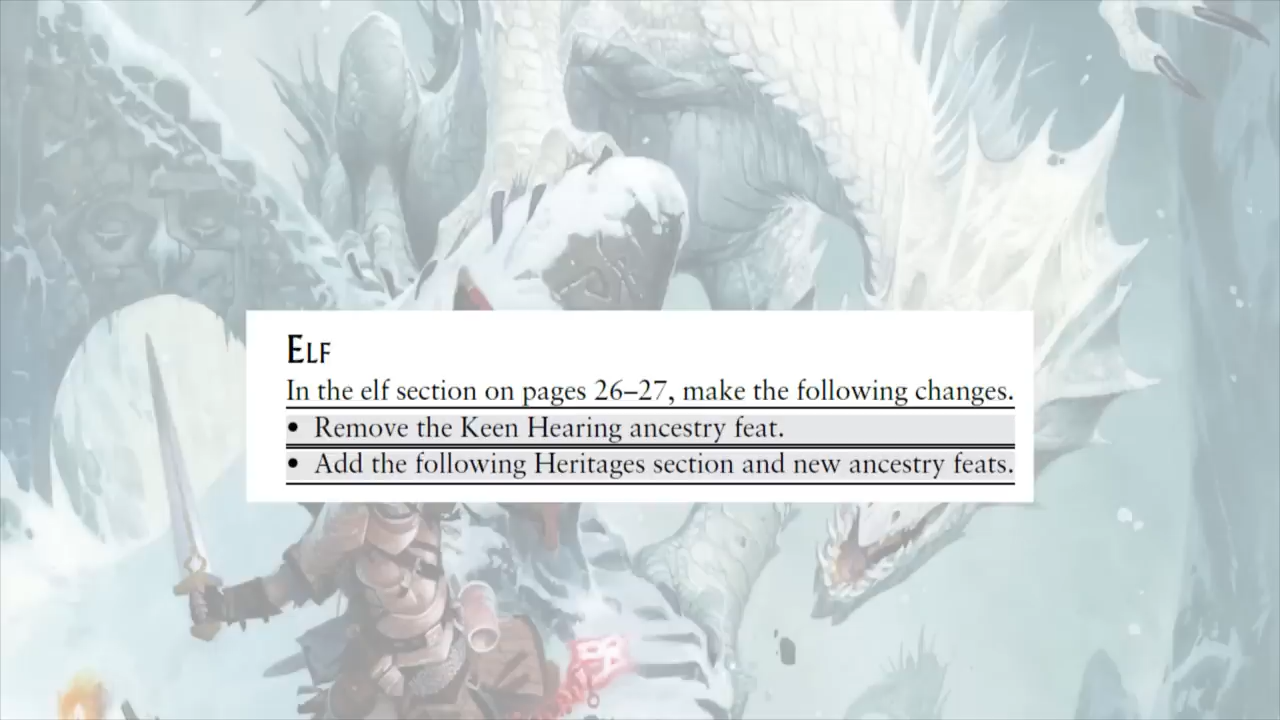 Elf
In the elf section on pages 26–27, make the following changes.
• Remove the Keen Hearing ancestry feat.
• Add the following Heritages section and new ancestry feats.